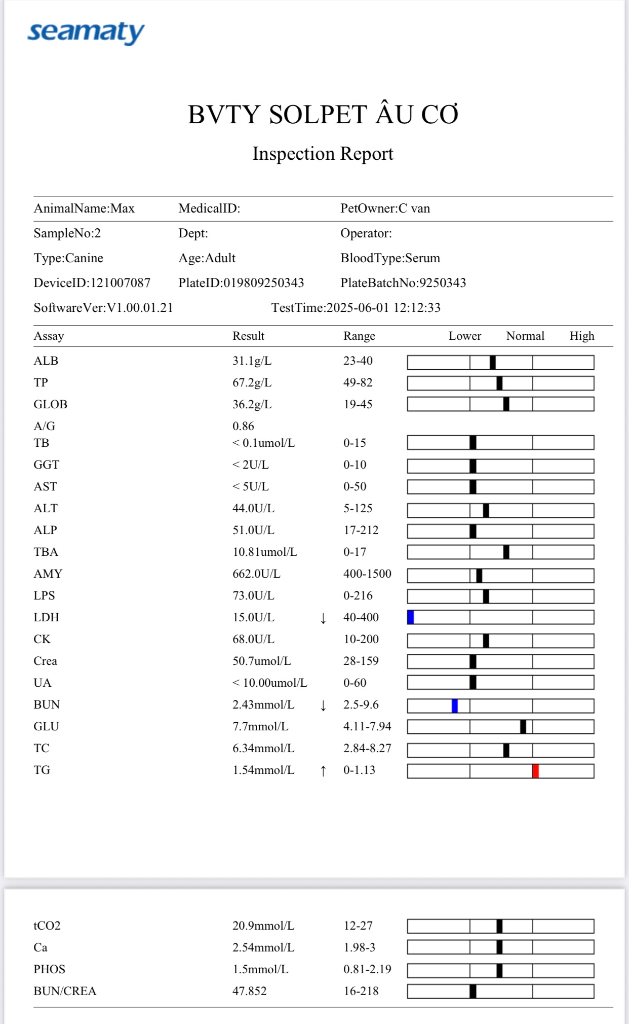 seamaty
BVTY SOLPET ÂU CƠ
Inspection Report
AnimalName:Max MedicalID: PetOwner:C van
SampleNo:2 Dept: Operator:
Type:Canine Age:Adult BloodType:Serum
DeviceID:121007087 PlateID:019809250343 PlateBatchNo:9250343
SoftwareVer:V1.00.01.21 TestTime:2025-06-01 12:12:33
Assay Result Range Lower Normal High
ALB 31.1g/L 23-40
TP 67.2g/L 49-82
GLOB 36.2g/L 19-45
A/G 0.86
TB < 0.1umol/L 0-15
GGT < 2U/L 0-10
AST < 5U/L 0-50
ALT 44.0U/L 5-125
ALP 51.0U/L 17-212
TBA 10.81umol/L 0-17
AMY 662.0U/L 400-1500
LPS 73.0U/L 0-216
LDH 15.0U/L ↓ 40-400
CK 68.0U/L 10-200
Crea 50.7umol/L 28-159
UA < 10.00umol/L 0-60
BUN 2.43mmol/L ↓ 2.5-9.6
GLU 7.7mmol/L 4.11-7.94
TC 6.34mmol/L 2.84-8.27
TG 1.54mmol/L ↑ 0-1.13
tCO2 20.9mmol/L 12-27
Ca 2.54mmol/L 1.98-3
PHOS 1.5mmol/L 0.81-2.19
BUN/CREA 47.852 16-218